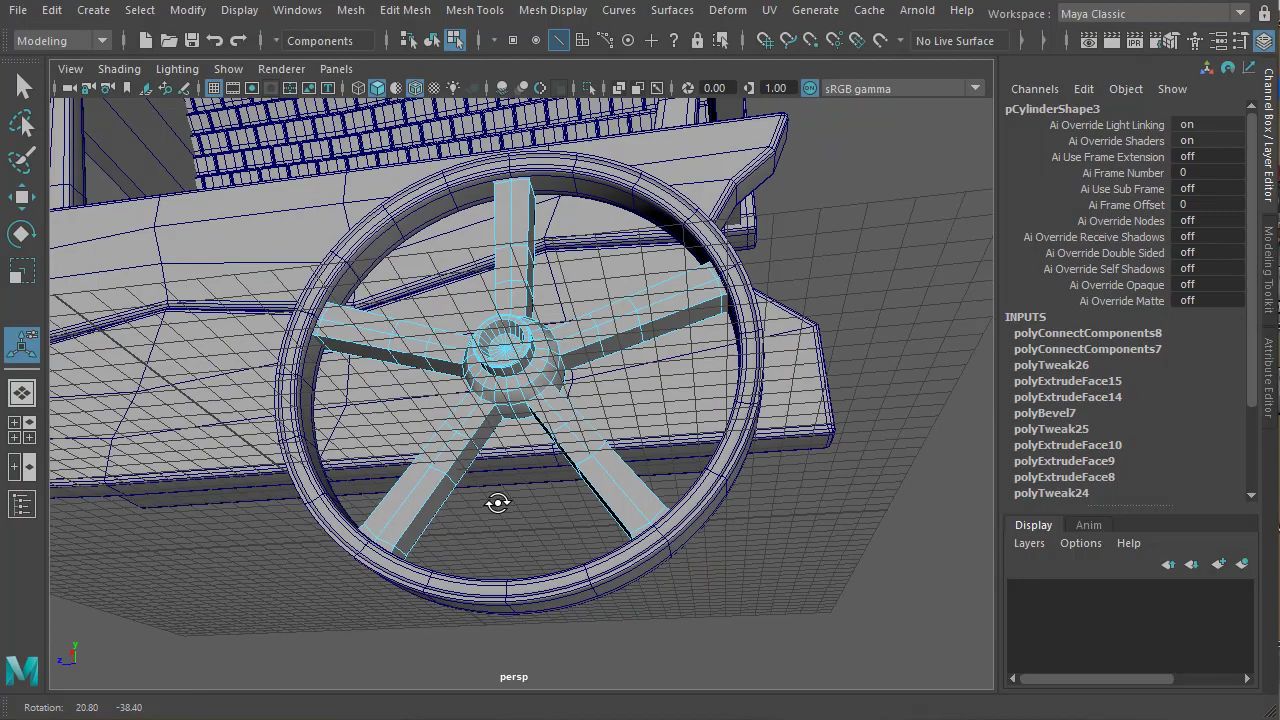 File Edit Create Select Modify Display Windows Mesh Edit Mesh Mesh Tools Mesh Display Curves Surfaces Deform UV Generate Cache Arnold Help Workspace : Maya Classic
Modeling Components No Live Surface
View Shading Lighting Show Renderer Panels
0.00 1.00 sRGB gamma
Channels Edit Object Show
pCylinderShape3
Ai Override Light Linking on
Ai Override Shaders on
Ai Use Frame Extension off
Ai Frame Number 0
Ai Use Sub Frame off
Ai Frame Offset 0
Ai Override Nodes off
Ai Override Receive Shadows off
Ai Override Double Sided off
Ai Override Self Shadows off
Ai Override Opaque off
Ai Override Matte off
INPUTS
polyConnectComponents8
polyConnectComponents7
polyTweak26
polyExtrudeFace15
polyExtrudeFace14
polyBevel7
polyTweak25
polyExtrudeFace10
polyExtrudeFace9
polyExtrudeFace8
polyTweak24
Display Anim
Layers Options Help
Channel Box / Layer Editor
Modeling Toolkit
Attribute Editor
y
z
persp
Rotation: 20.80 -38.40